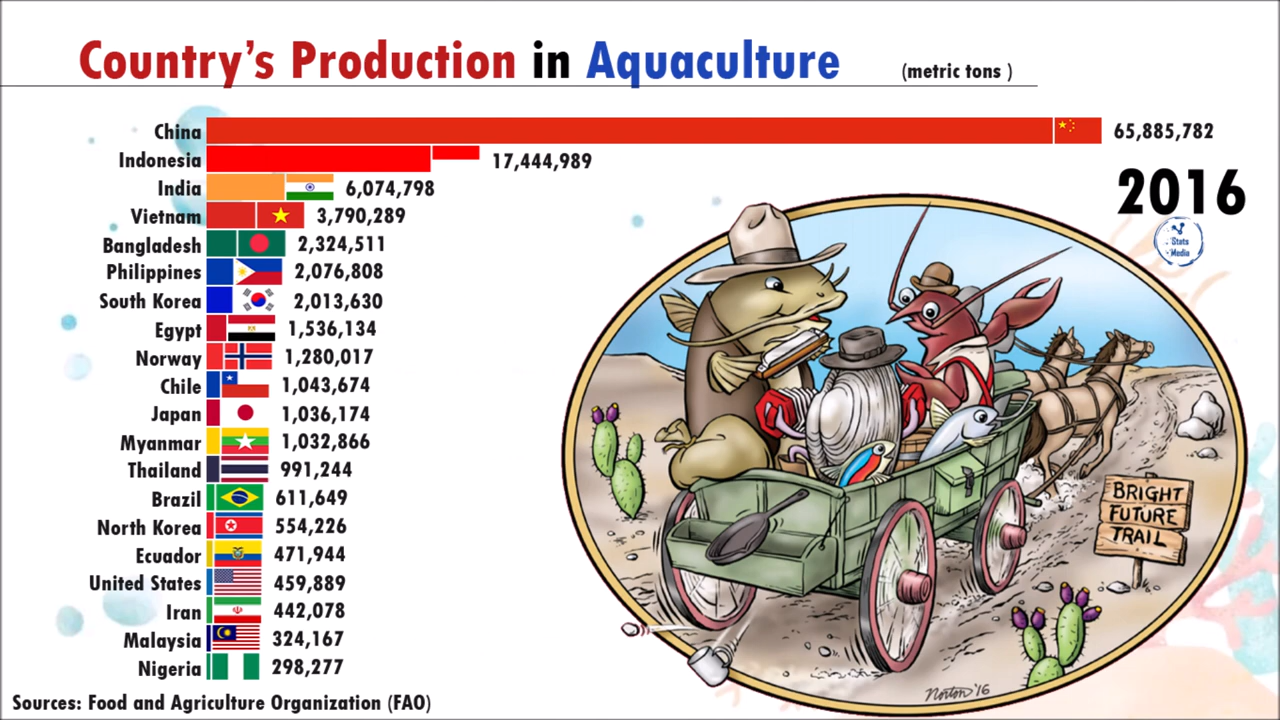 Country's Production in Aquaculture (metric tons )
China 65,885,782
Indonesia 17,444,989
India 6,074,798
2016
Vietnam 3,790,289
Bangladesh 2,324,511
Stats
Media
Philippines 2,076,808
South Korea 2,013,630
Egypt 1,536,134
Norway 1,280,017
Chile 1,043,674
Japan 1,036,174
Myanmar 1,032,866
Thailand 991,244
Brazil 611,649
North Korea 554,226
Ecuador 471,944
United States 459,889
Iran 442,078
Malaysia 324,167
Nigeria 298,277
BRIGHT
FUTURE
TRAIL
Norton '16
Sources: Food and Agriculture Organization (FAO)